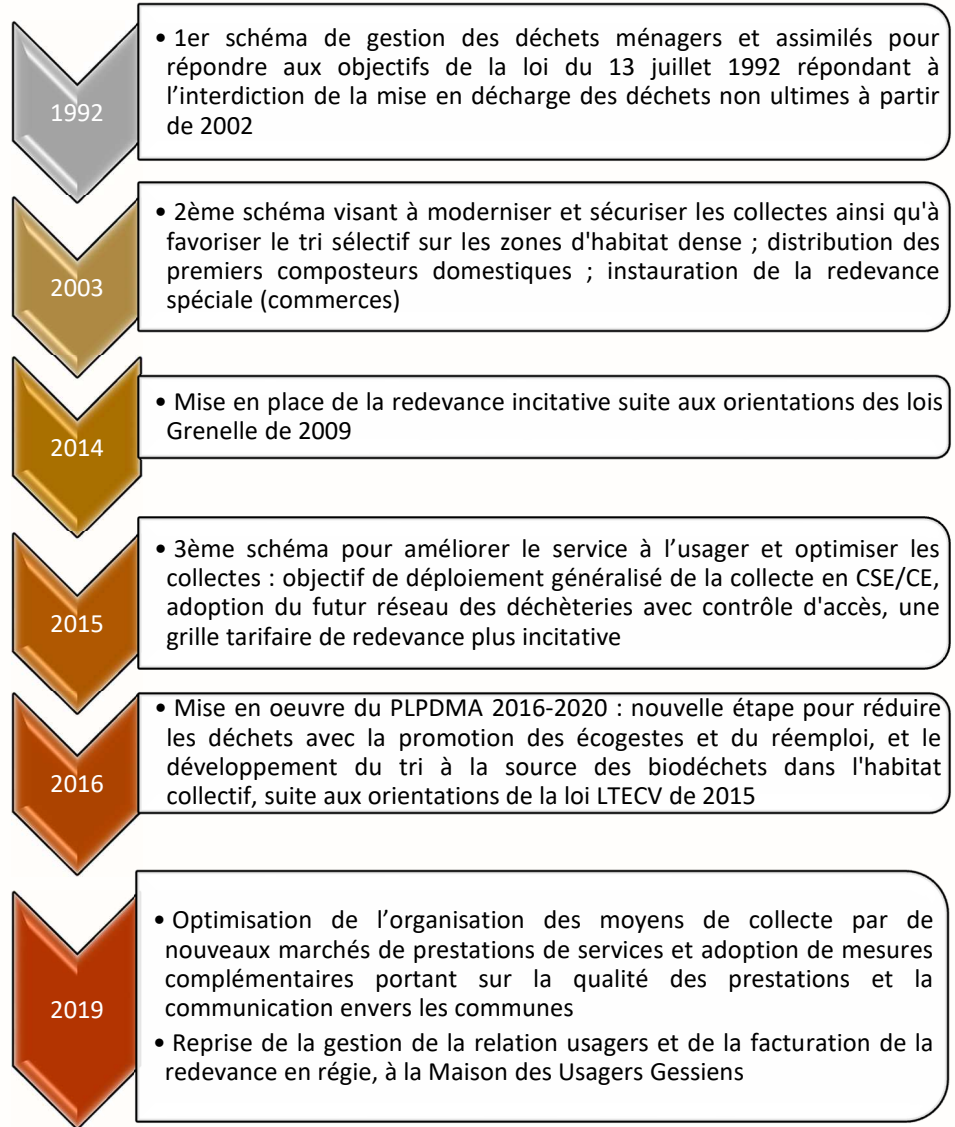 1992
• 1er schéma de gestion des déchets ménagers et assimilés pour
répondre aux objectifs de la loi du 13 juillet 1992 répondant à
l’interdiction de la mise en décharge des déchets non ultimes à partir
de 2002
2003
• 2ème schéma visant à moderniser et sécuriser les collectes ainsi qu'à
favoriser le tri sélectif sur les zones d'habitat dense ; distribution des
premiers composteurs domestiques ; instauration de la redevance
spéciale (commerces)
2014
• Mise en place de la redevance incitative suite aux orientations des lois
Grenelle de 2009
2015
• 3ème schéma pour améliorer le service à l’usager et optimiser les
collectes : objectif de déploiement généralisé de la collecte en CSE/CE,
adoption du futur réseau des déchèteries avec contrôle d'accès, une
grille tarifaire de redevance plus incitative
2016
• Mise en oeuvre du PLPDMA 2016-2020 : nouvelle étape pour réduire
les déchets avec la promotion des écogestes et du réemploi, et le
développement du tri à la source des biodéchets dans l'habitat
collectif, suite aux orientations de la loi LTECV de 2015
2019
• Optimisation de l’organisation des moyens de collecte par de
nouveaux marchés de prestations de services et adoption de mesures
complémentaires portant sur la qualité des prestations et la
communication envers les communes
• Reprise de la gestion de la relation usagers et de la facturation de la
redevance en régie, à la Maison des Usagers Gessiens